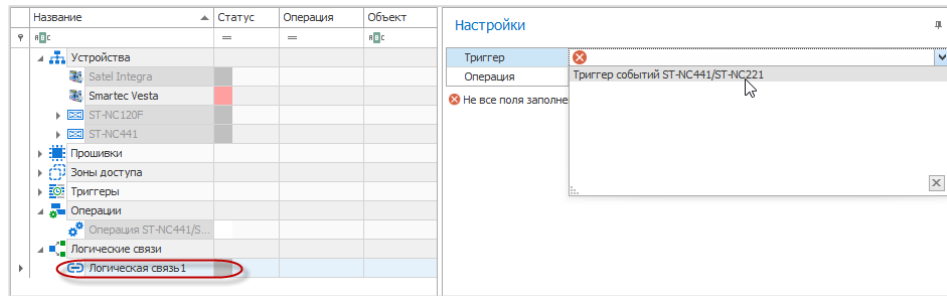 Название Статус Операция Объект
= =
Устройства
Satel Integra
Smartec Vesta
ST-NC120F
ST-NC441
Прошивки
Зоны доступа
Триггеры
Операции
Операция ST-NC441/S...
Логические связи
Логическая связь1
Настройки
Триггер
Триггер событий ST-NC441/ST-NC221
Операция
Не все поля заполне